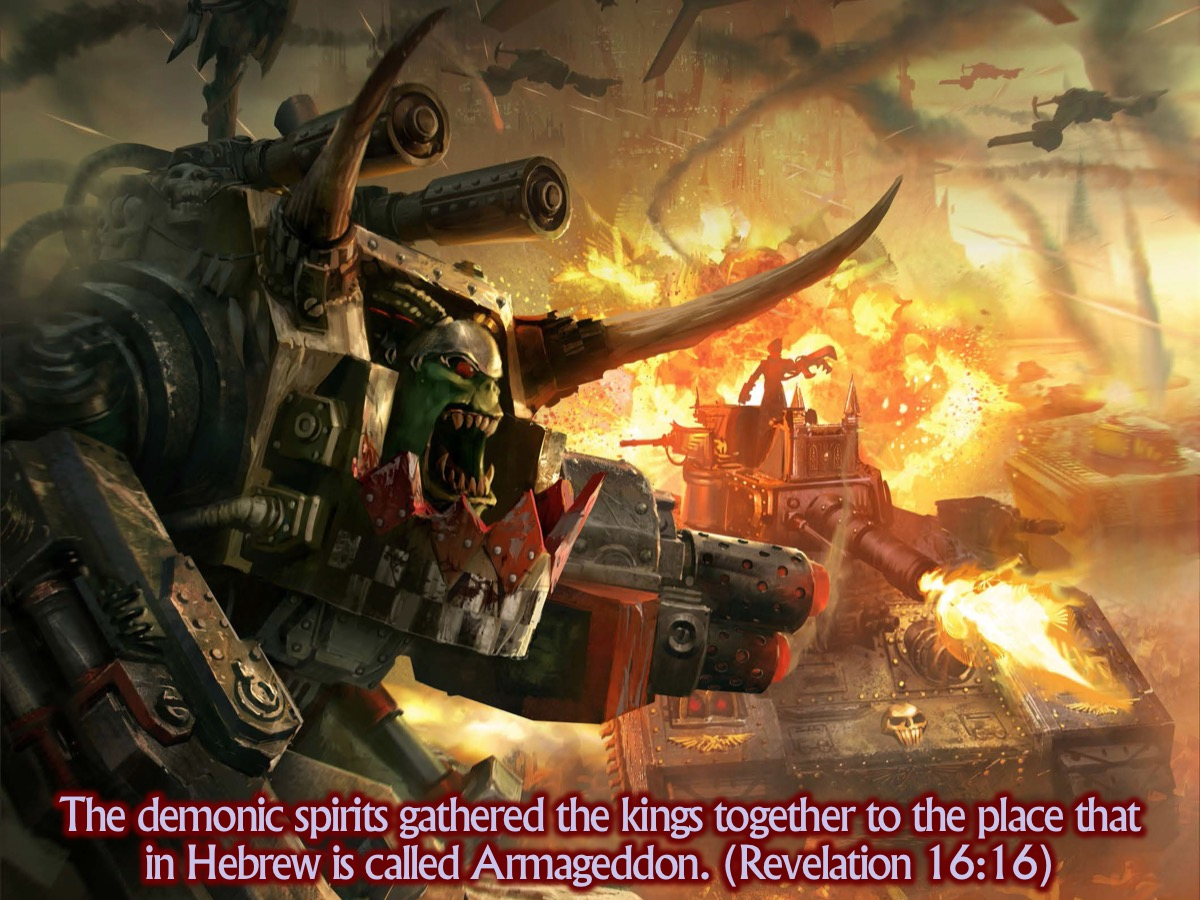 The demonic spirits gathered the kings together to the place that
in Hebrew is called Armageddon. (Revelation 16:16)